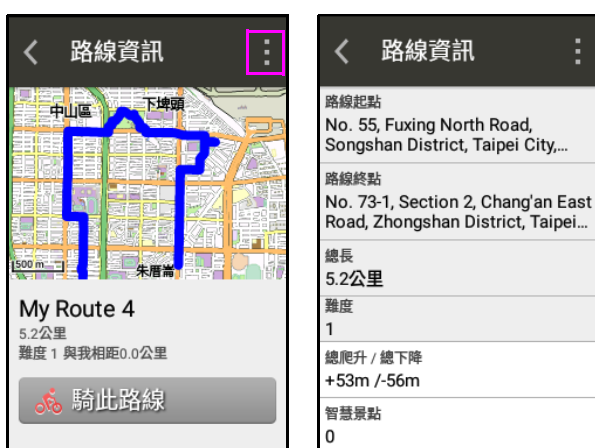 路線資訊
中山區
下埤頭
500 m
朱厝崙
My Route 4
5.2公里
難度 1 與我相距0.0公里
騎此路線
路線資訊
路線起點
No. 55, Fuxing North Road,
Songshan District, Taipei City,...
路線終點
No. 73-1, Section 2, Chang'an East
Road, Zhongshan District, Taipei...
總長
5.2公里
難度
1
總爬升 / 總下降
+53m /-56m
智慧景點
0